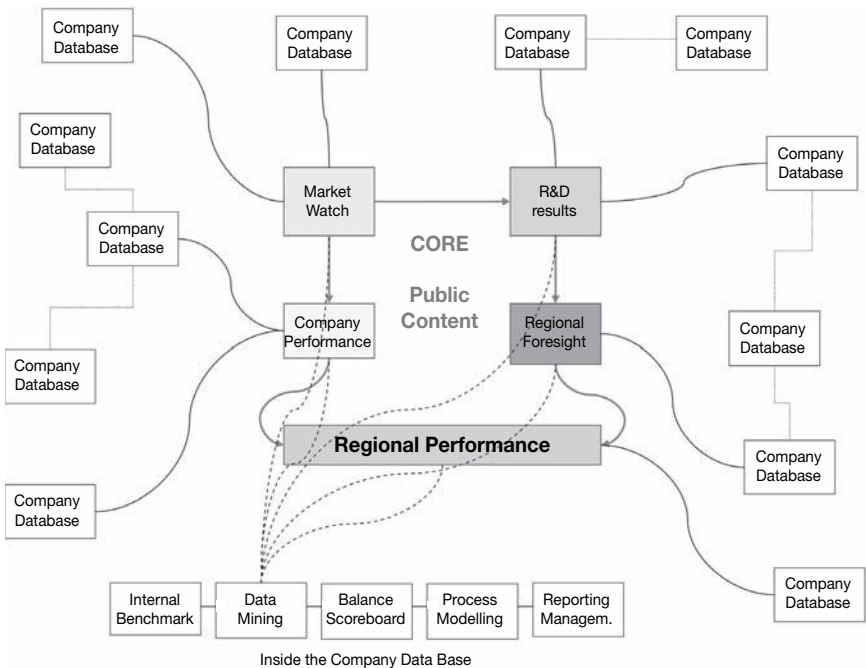 Company
Database
Company
Database
Company
Database
Company
Database
Company
Database
Market
Watch
R&D
results
Company
Database
Company
Database
CORE
Public
Content
Company
Performance
Regional
Foresight
Company
Database
Company
Database
Regional Performance
Company
Database
Company
Database
Company
Database
Internal
Benchmark
Data
Mining
Balance
Scoreboard
Process
Modelling
Reporting
Managem.
Inside the Company Data Base